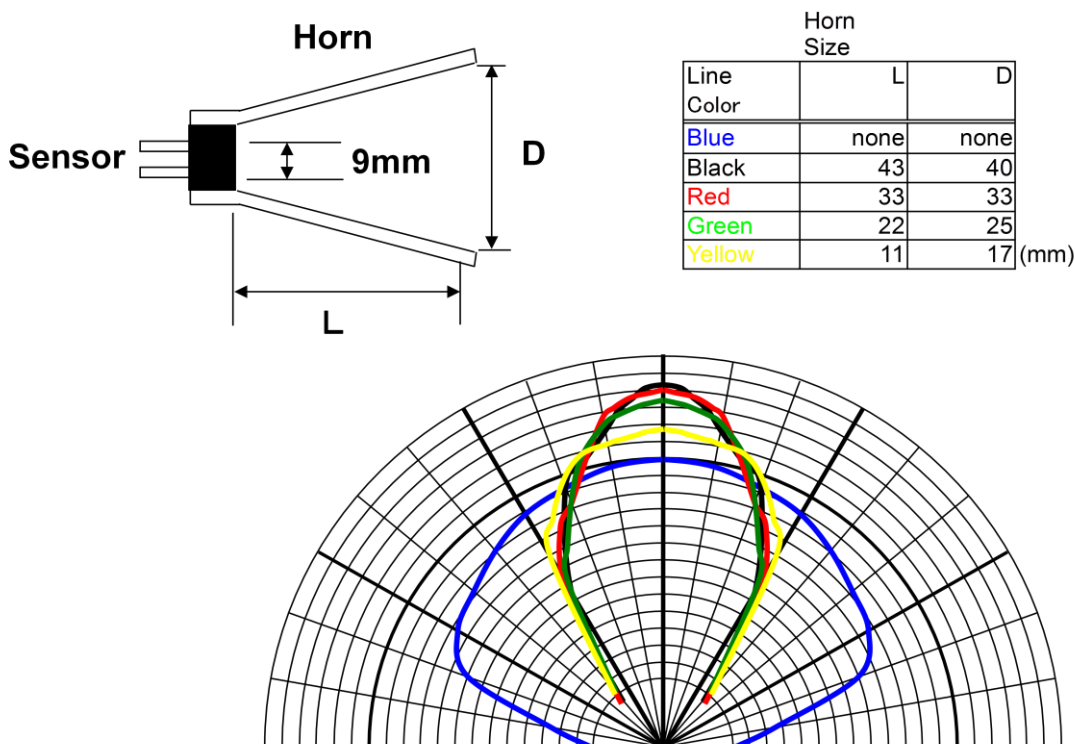 Horn
Sensor
9mm
D
L
Horn
Size
Line
Color
L
D
Blue none none
Black 43 40
Red 33 33
Green 22 25
Yellow 11 17 (mm)